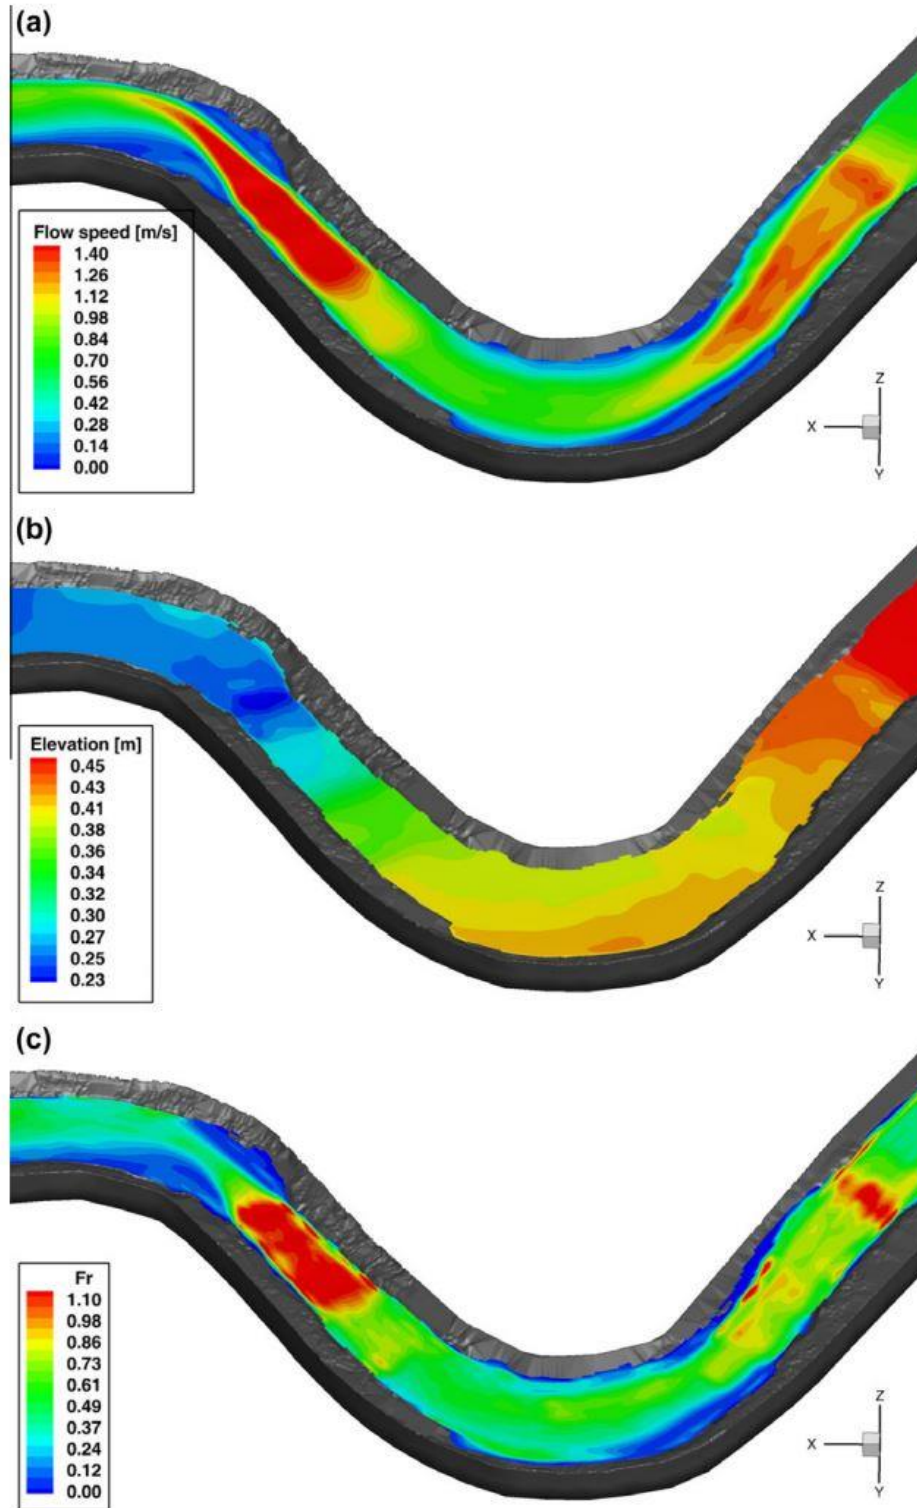 (a)
Flow speed [m/s]
1.40
1.26
1.12
0.98
0.84
0.70
0.56
0.42
0.28
0.14
0.00
Z
X
Y
(b)
Elevation [m]
0.45
0.43
0.41
0.38
0.36
0.34
0.32
0.30
0.27
0.25
0.23
Z
X
Y
(c)
Fr
1.10
0.98
0.86
0.73
0.61
0.49
0.37
0.24
0.12
0.00
Z
X
Y